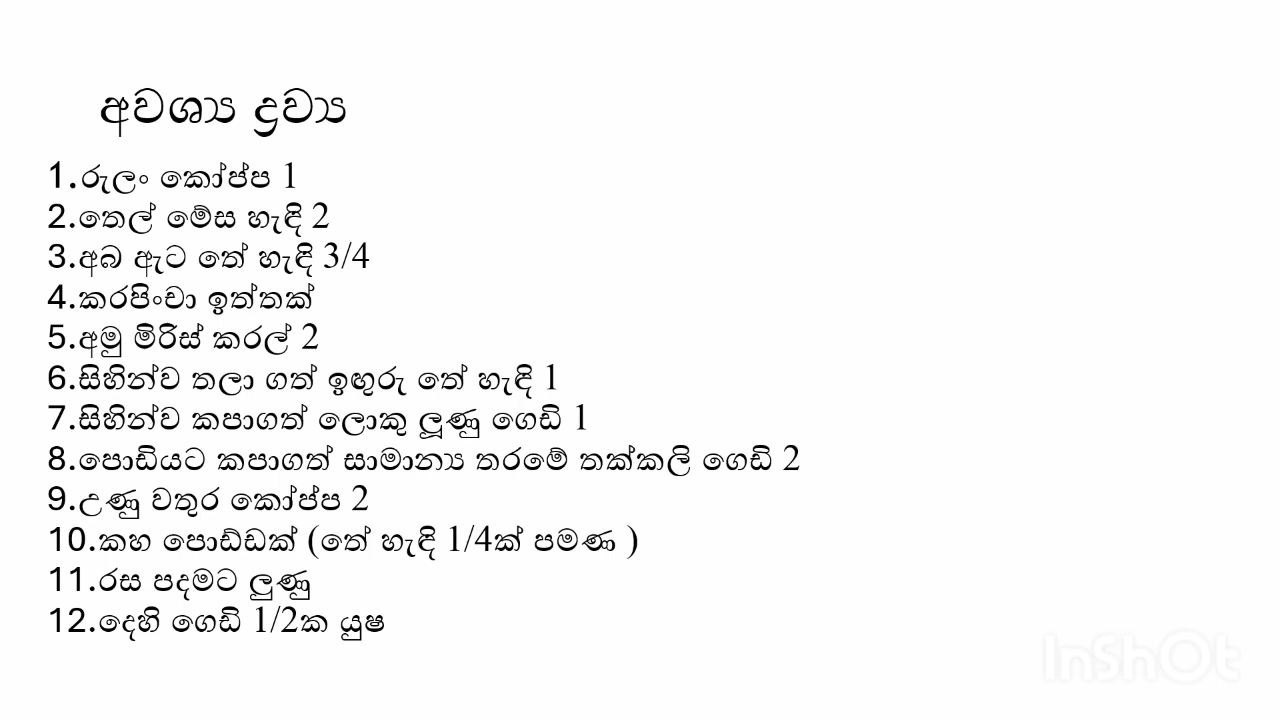 අවශ්‍ය ද්‍රව්‍ය
1.රුලං කෝප්ප 1
2.තෙල් මේස හැඳි 2
3.අබ ඇට තේ හැඳි 3/4
4.කරපිංචා ඉත්තක්
5.අමු මිරිස් කරල් 2
6.සිහින්ව තලා ගත් ඉඟුරු තේ හැඳි 1
7.සිහින්ව කපාගත් ලොකු ලූණු ගෙඩි 1
8.පොඩියට කපාගත් සාමාන්‍ය තරමේ තක්කලි ගෙඩි 2
9.උණු වතුර කෝප්ප 2
10.කහ පොඩ්ඩක් (තේ හැඳි 1/4ක් පමණ )
11.රස පදමට ලුණු
12.දෙහි ගෙඩි 1/2ක යුෂ
InShOt